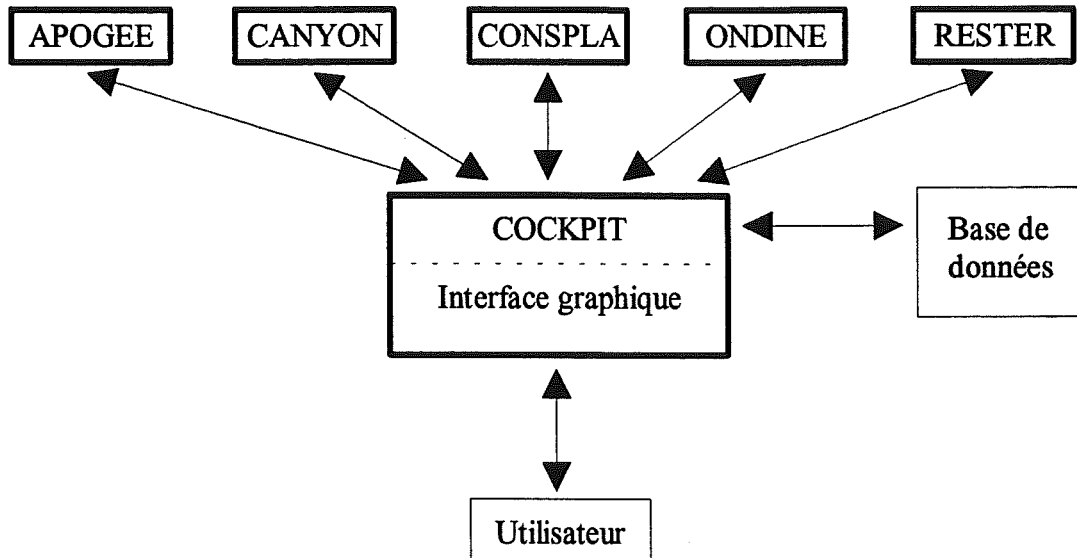 APOGEE
CANYON
CONSPLA
ONDINE
RESTER
COCKPIT
Interface graphique
Base de
données
Utilisateur